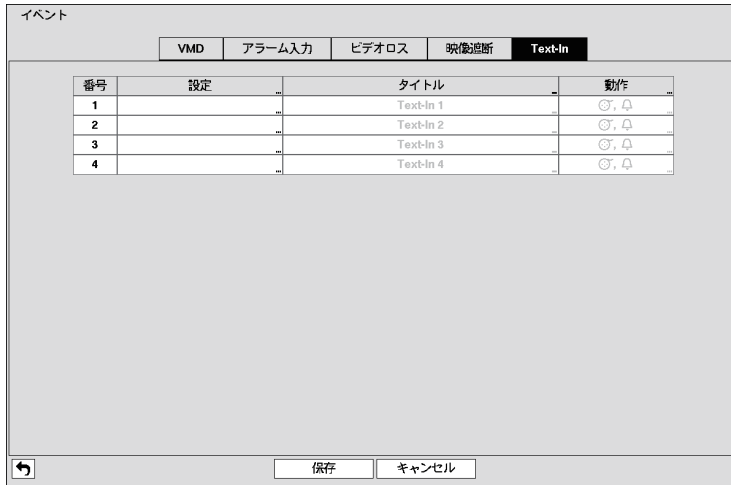 イベント
VMD アラーム入力 ビデオロス 映像遮断 Text-In
番号 設定 ... タイトル ... 動作 ...
1 ... Text-In 1 ... , ...
2 ... Text-In 2 ... , ...
3 ... Text-In 3 ... , ...
4 ... Text-In 4 ... , ...
保存 キャンセル